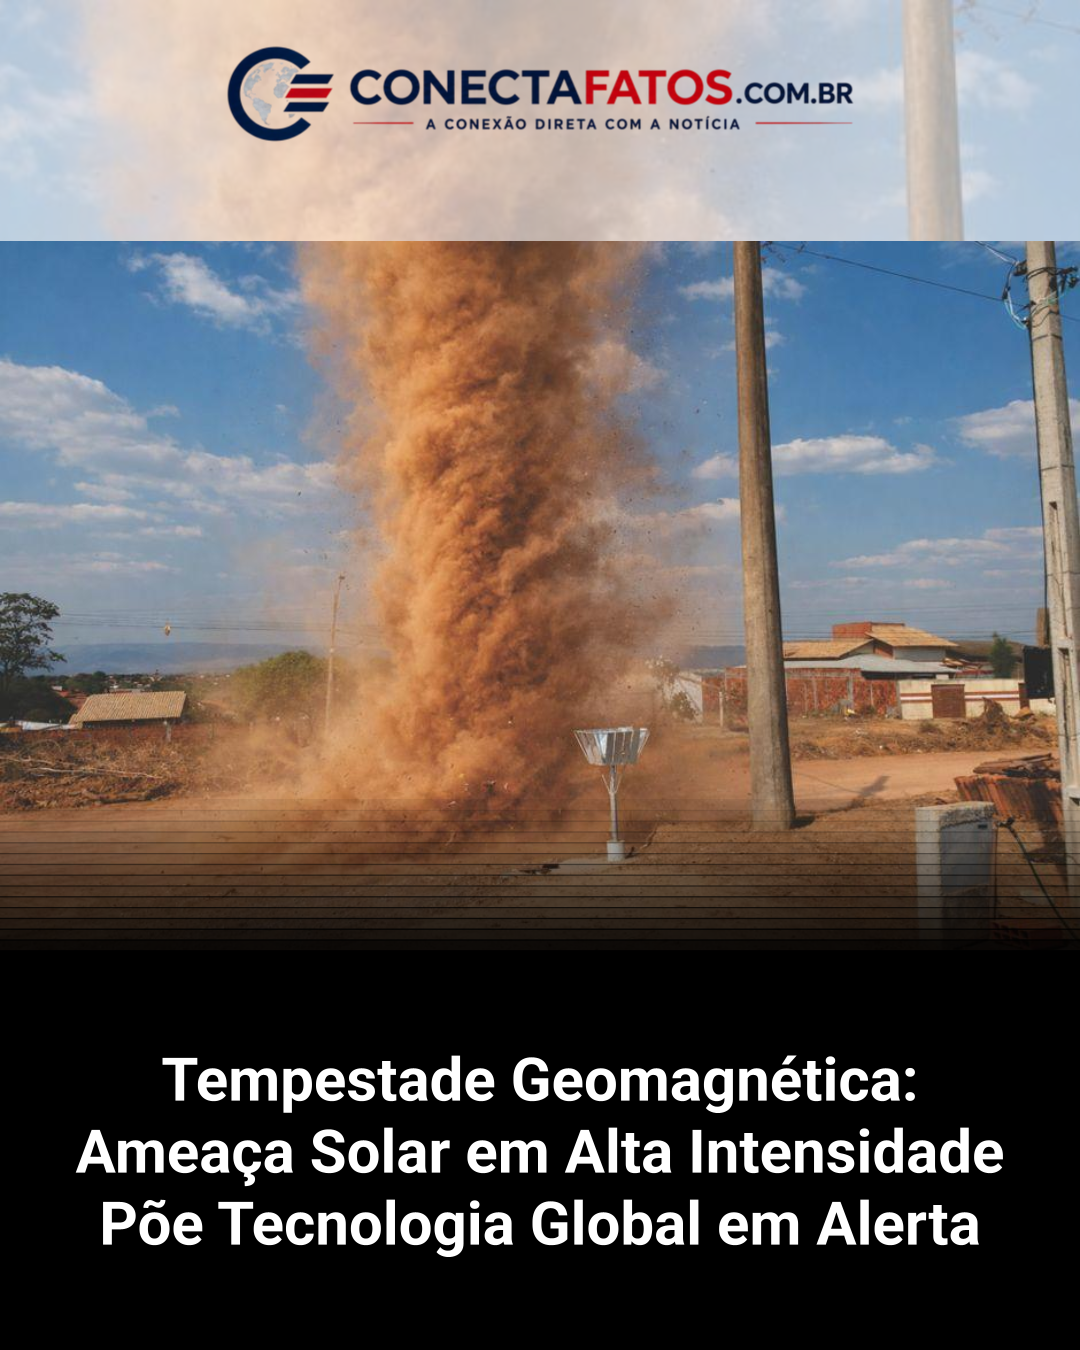 CONECTAFATOS.COM.BR
A CONEXÃO DIRETA COM A NOTÍCIA
Tempestade Geomagnética:
Ameaça Solar em Alta Intensidade
Põe Tecnologia Global em Alerta